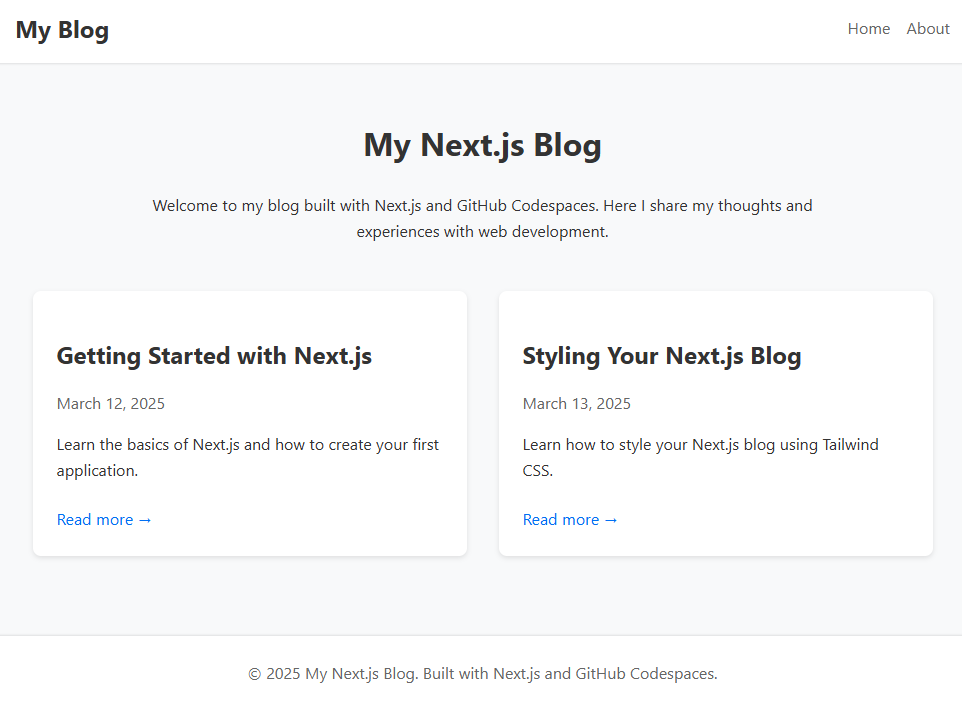 My Blog
Home About
My Next.js Blog
Welcome to my blog built with Next.js and GitHub Codespaces. Here I share my thoughts and
experiences with web development.
Getting Started with Next.js
March 12, 2025
Learn the basics of Next.js and how to create your first
application.
Read more →
Styling Your Next.js Blog
March 13, 2025
Learn how to style your Next.js blog using Tailwind
CSS.
Read more →
© 2025 My Next.js Blog. Built with Next.js and GitHub Codespaces.